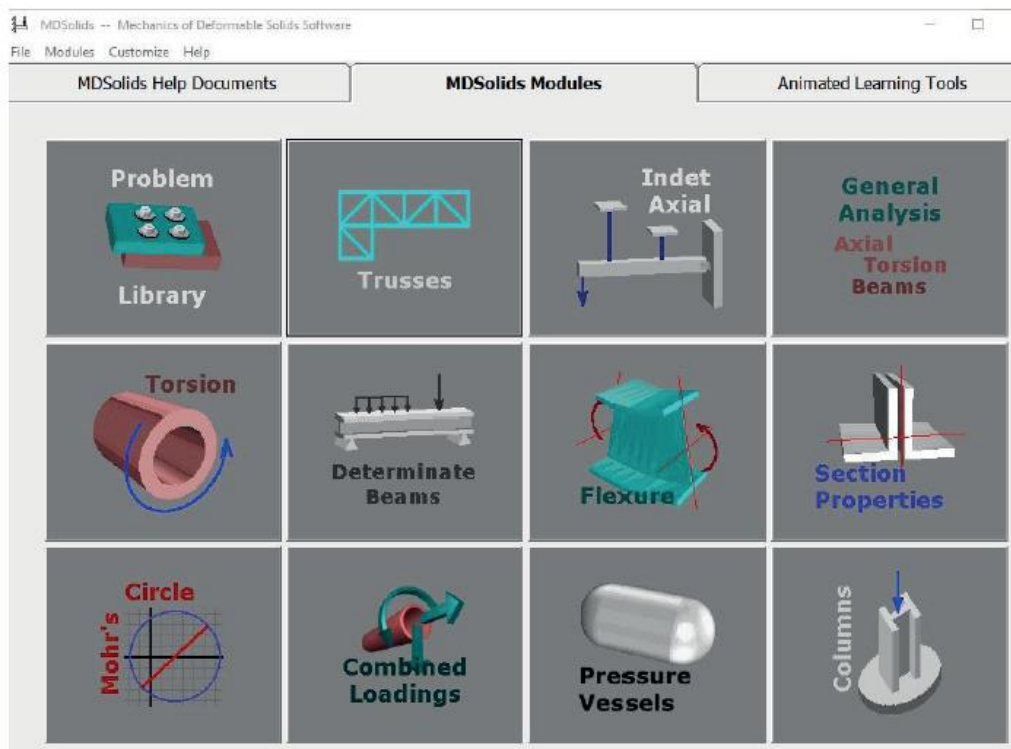 MDSolids -- Mechanics of Deformable Solids Software
File Modules Customize Help
MDSolids Help Documents
MDSolids Modules
Animated Learning Tools
Problem
Library
Trusses
Indet
Axial
General
Analysis
Axial
Torsion
Beams
Torsion
Determinate
Beams
Flexure
Section
Properties
Mohr's
Circle
Combined
Loadings
Pressure
Vessels
Columns